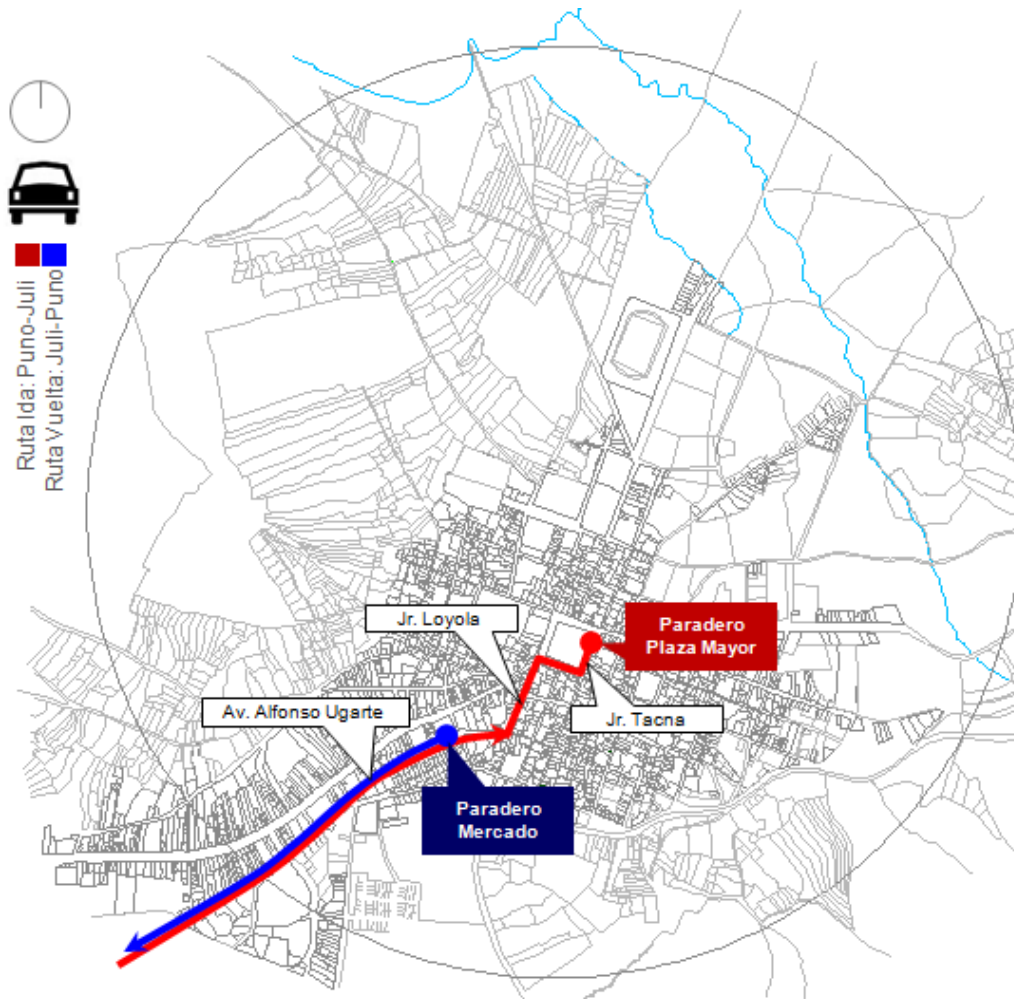 Ruta Ida: Puno-Juli
Ruta Vuelta: Juli-Puno
Jr. Loyola
Paradero
Plaza Mayor
Av. Alfonso Ugarte
Jr. Tacna
Paradero
Mercado